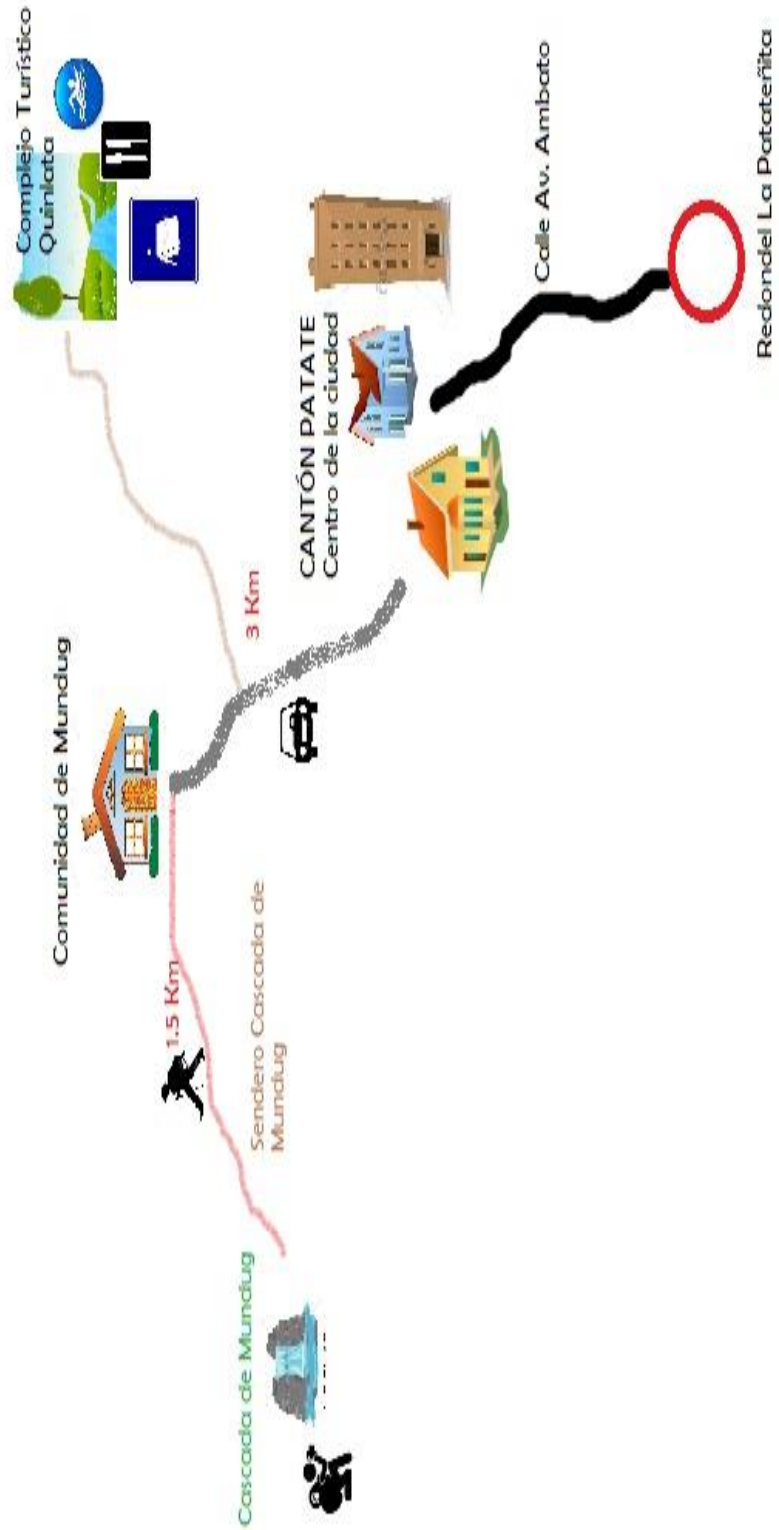 Cascada de Mundug
Sendero Cascada de
Mundug
1.5 Km
Comunidad de Mundug
3 Km
Complejo Turístico
Quinlata
CANTÓN PATATE
Centro de la ciudad
Calle Av. Ambato
Redondel La Patateñita